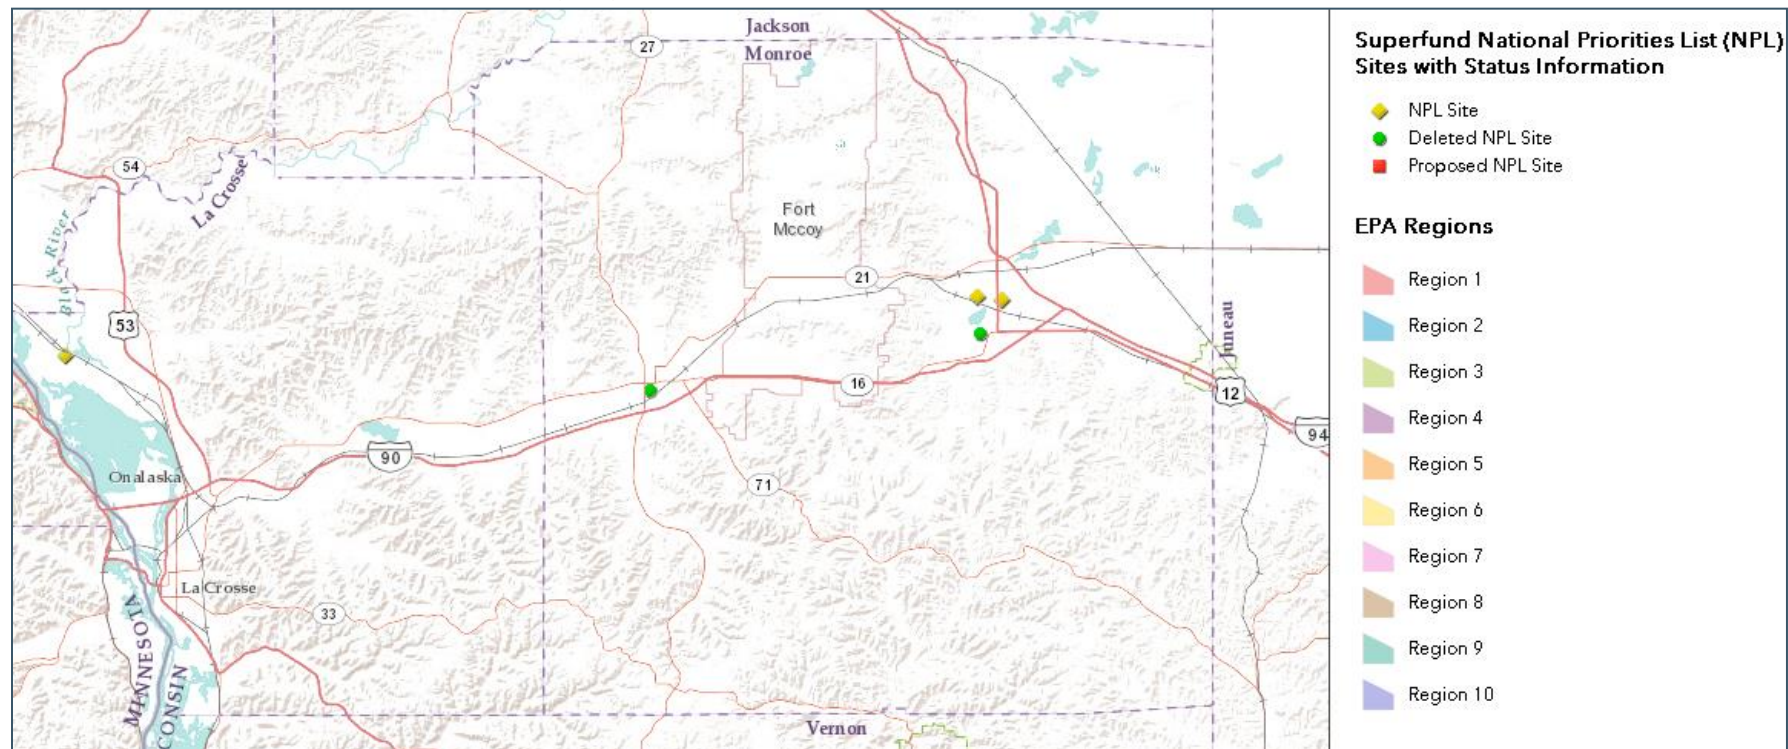 Jackson
Monroe
27
54
La Crosse
Black River
Fort
Mccoy
21
53
Juneau
16
12
94
90
Onalaska
71
La Crosse
33
MINNESOTA
CONSIN
Vernon
Superfund National Priorities List (NPL)
Sites with Status Information
NPL Site
Deleted NPL Site
Proposed NPL Site
EPA Regions
Region 1
Region 2
Region 3
Region 4
Region 5
Region 6
Region 7
Region 8
Region 9
Region 10